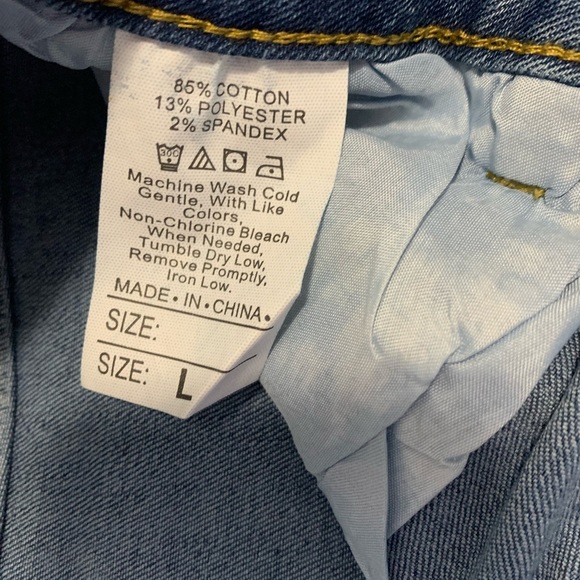 85% COTTON
13% POLYESTER
2% SPANDEX
30C
Machine Wash Cold
Gentle, With Like
Colors,
Non-Chlorine Bleach
When Needed,
Tumble Dry Low,
Remove Promptly,
Iron Low.
MADE•IN•CHINA•
SIZE:
SIZE: L